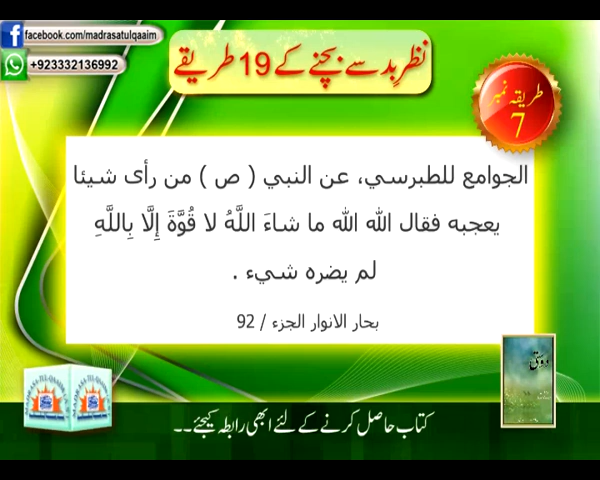 facebook.com/madrasatulqaaim
+923332136992
نظرِ بد سے بچنے کے 19 طریقے
طریقہ نمبر
7
الجوامع للطبرسي، عن النبي ( ص ) من رأى شيئا
يعجبه فقال الله الله ما شاءَ اللَّهُ لا قُوَّةَ إِلَّا بِاللَّهِ
لم يضره شيء .
بحار الانوار الجزء / 92
دوستی
کتاب حاصل کرنے کے لئے ابھی رابطہ کیجئے۔۔